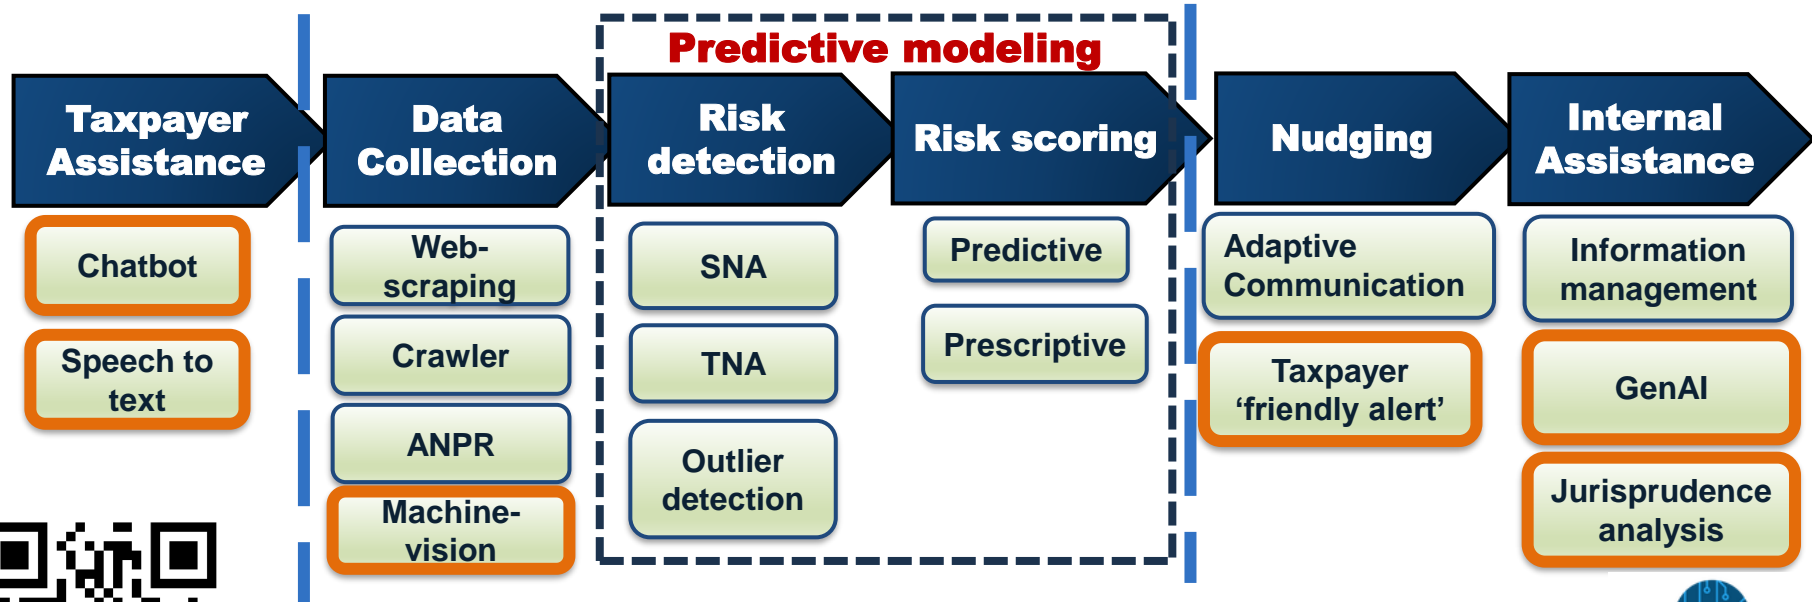 Predictive modeling
Taxpayer
Assistance
Data
Collection
Risk
detection
Risk scoring
Nudging
Internal
Assistance
Chatbot
Speech to
text
Web-
scraping
Crawler
ANPR
Machine-
vision
SNA
TNA
Outlier
detection
Predictive
Prescriptive
Adaptive
Communication
Taxpayer
‘friendly alert’
Information
management
GenAI
Jurisprudence
analysis